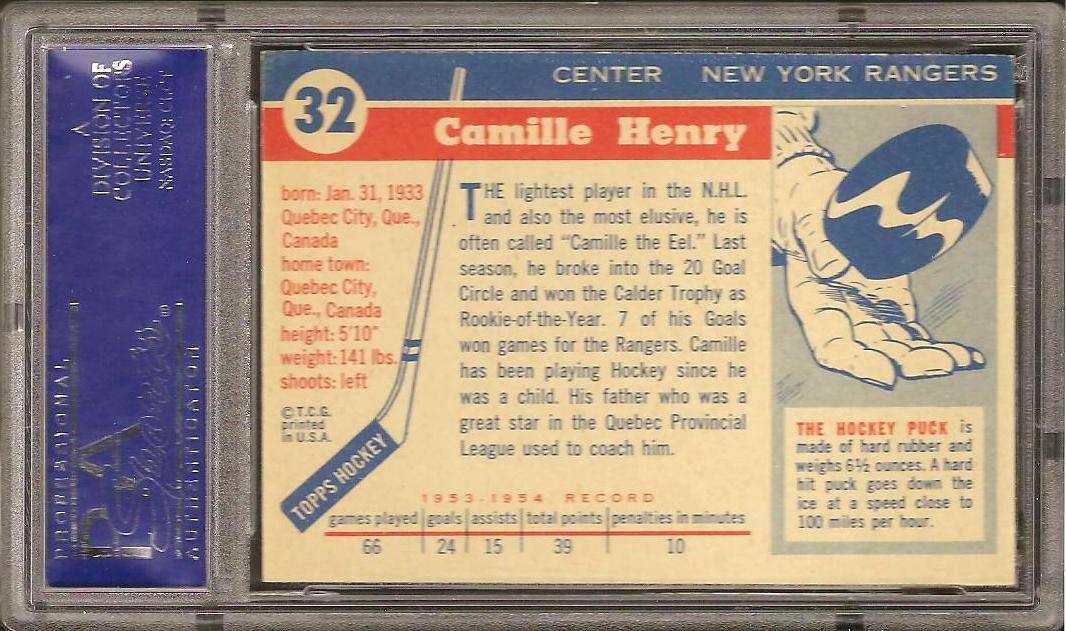 32
CENTER NEW YORK RANGERS
Camille Henry
born: Jan. 31, 1933
Quebec City, Que.,
Canada
home town:
Quebec City,
Que., Canada
height: 5'10"
weight: 141 lbs.
shoots: left
© T.C.G.
printed
in U.S.A.
TOPPS HOCKEY
THE lightest player in the N.H.L.
and also the most elusive, he is
often called "Camille the Eel." Last
season, he broke into the 20 Goal
Circle and won the Calder Trophy as
Rookie-of-the-Year. 7 of his Goals
won games for the Rangers. Camille
has been playing Hockey since he
was a child. His father who was a
great star in the Quebec Provincial
League used to coach him.
1953-1954 RECORD
games played goals assists total points penalties in minutes
66 24 15 39 10
THE HOCKEY PUCK is
made of hard rubber and
weighs 6½ ounces. A hard
hit puck goes down the
ice at a speed close to
100 miles per hour.
A
DIVISION OF
COLLECTORS
UNIVERSE
NASDAQ: CLCT
PROFESSIONAL
PSA
Sports
AUTHENTICATOR